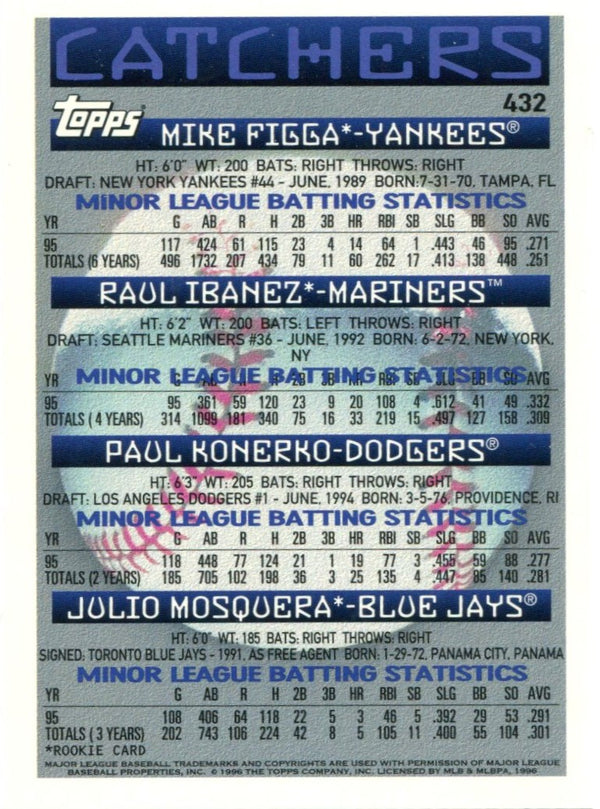 CATCHERS
432
Topps
MIKE FIGGA*-YANKEES®
HT: 6'0" WT: 200 BATS: RIGHT THROWS: RIGHT
DRAFT: NEW YORK YANKEES #44 - JUNE, 1989 BORN:7-31-70, TAMPA, FL
MINOR LEAGUE BATTING STATISTICS
YR G AB R H 2B 3B HR RBI SB SLG BB SO AVG
95 117 424 61 115 23 4 14 64 1 .443 46 95 .271
TOTALS (6 YEARS) 496 1732 207 434 79 11 60 262 17 .413 138 448 .251
RAUL IBANEZ*-MARINERS™
HT: 6'2" WT: 200 BATS: LEFT THROWS: RIGHT
DRAFT: SEATTLE MARINERS #36 - JUNE, 1992 BORN: 6-2-72, NEW YORK,
NY
MINOR LEAGUE BATTING STATISTICS
YR G AB R H 2B 3B HR RBI SB SLG BB SO AVG
95 95 361 59 120 23 9 20 108 4 .612 41 49 .332
TOTALS (4 YEARS) 314 1099 181 340 75 16 33 219 15 .497 127 158 .309
PAUL KONERKO-DODGERS®
HT: 6'3" WT: 205 BATS: RIGHT THROWS: RIGHT
DRAFT: LOS ANGELES DODGERS #1 - JUNE, 1994 BORN: 3-5-76, PROVIDENCE, RI
MINOR LEAGUE BATTING STATISTICS
YR G AB R H 2B 3B HR RBI SB SLG BB SO AVG
95 118 448 77 124 21 1 19 77 3 .455 59 88 .277
TOTALS (2 YEARS) 185 705 102 198 36 3 25 135 4 .447 85 140 .281
JULIO MOSQUERA*-BLUE JAYS®
HT: 6'0" WT: 185 BATS: RIGHT THROWS: RIGHT
SIGNED: TORONTO BLUE JAYS - 1991, AS FREE AGENT BORN: 1-29-72, PANAMA CITY, PANAMA
MINOR LEAGUE BATTING STATISTICS
YR G AB R H 2B 3B HR RBI SB SLG BB SO AVG
95 108 406 64 118 22 5 3 46 5 .392 29 53 .291
TOTALS (3 YEARS) 202 743 106 224 42 8 5 105 11 .400 55 104 .301
*ROOKIE CARD
MAJOR LEAGUE BASEBALL TRADEMARKS AND COPYRIGHTS ARE USED WITH PERMISSION OF MAJOR LEAGUE
BASEBALL PROPERTIES, INC. © 1996 THE TOPPS COMPANY, INC. LICENSED BY MLB & MLBPA, 1996